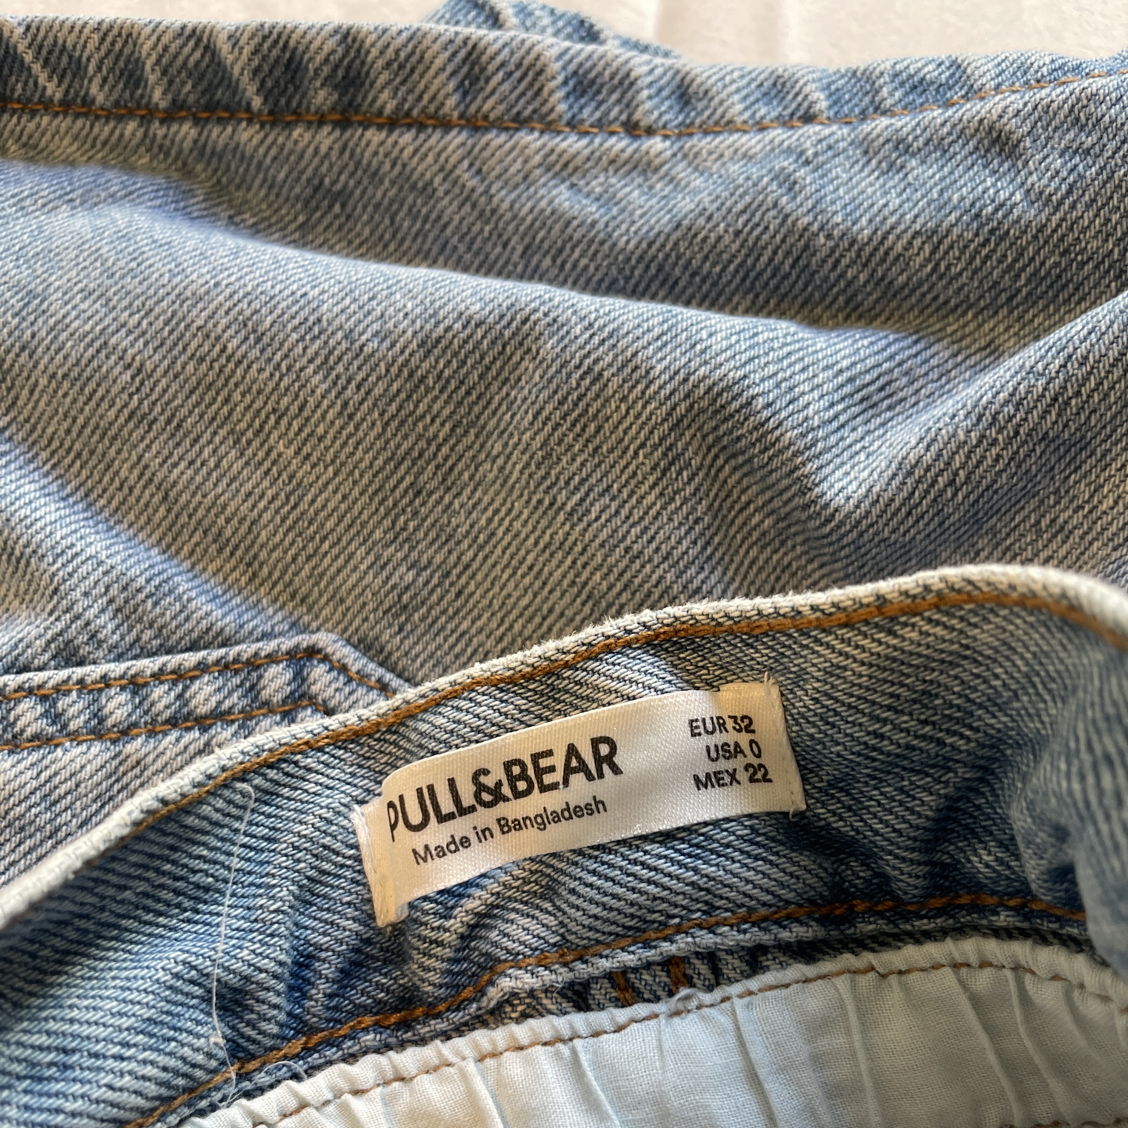 PULL&BEAR
Made in Bangladesh
EUR 32
USA 0
MEX 22